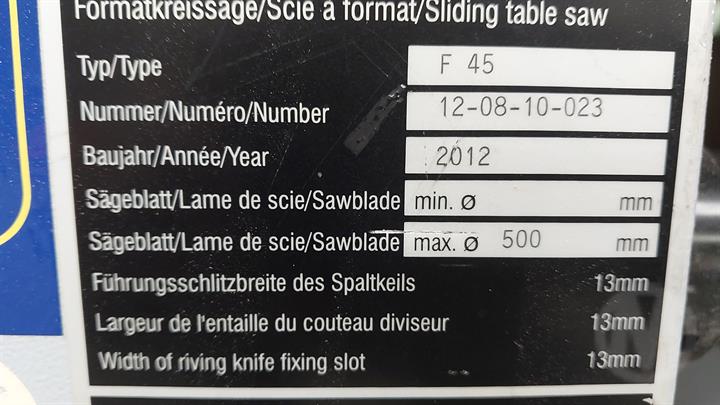 Formatkreissäge/Scie à format/Sliding table saw
Typ/Type F 45
Nummer/Numéro/Number 12-08-10-023
Baujahr/Année/Year 2012
Sägeblatt/Lame de scie/Sawblade min. ø mm
Sägeblatt/Lame de scie/Sawblade max. ø 500 mm
Führungsschlitzbreite des Spaltkeils 13mm
Largeur de l'entaille du couteau diviseur 13mm
Width of riving knife fixing slot 13mm